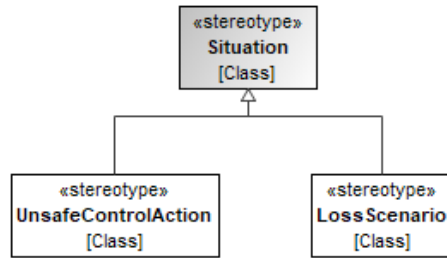 «stereotype»
Situation
[Class]
«stereotype»
UnsafeControlAction
[Class]
«stereotype»
LossScenario
[Class]